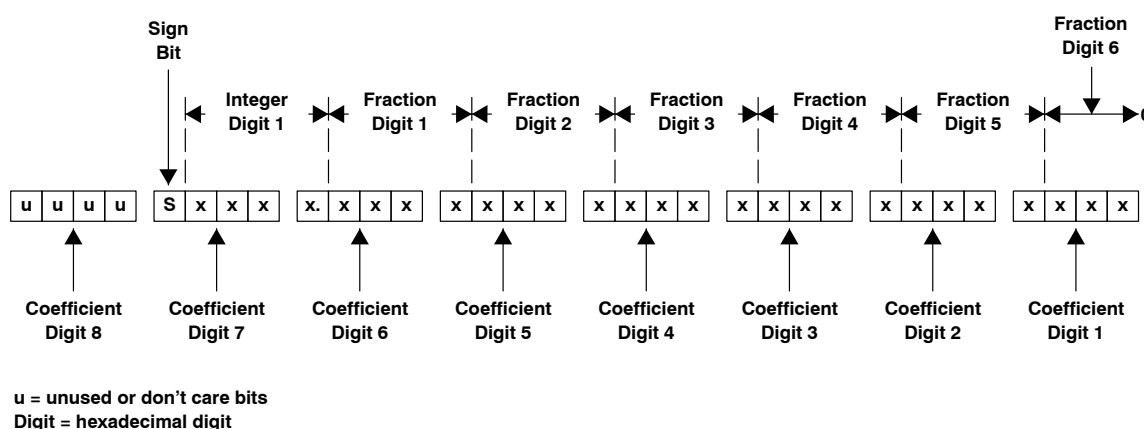 Sign
Bit
Fraction
Digit 6
Integer
Digit 1
Fraction
Digit 1
Fraction
Digit 2
Fraction
Digit 3
Fraction
Digit 4
Fraction
Digit 5
0
u u u u S x x x x. x x x x x x x x x x x x x x x x x x x x x x x
Coefficient
Digit 8
Coefficient
Digit 7
Coefficient
Digit 6
Coefficient
Digit 5
Coefficient
Digit 4
Coefficient
Digit 3
Coefficient
Digit 2
Coefficient
Digit 1
u = unused or don’t care bits
Digit = hexadecimal digit